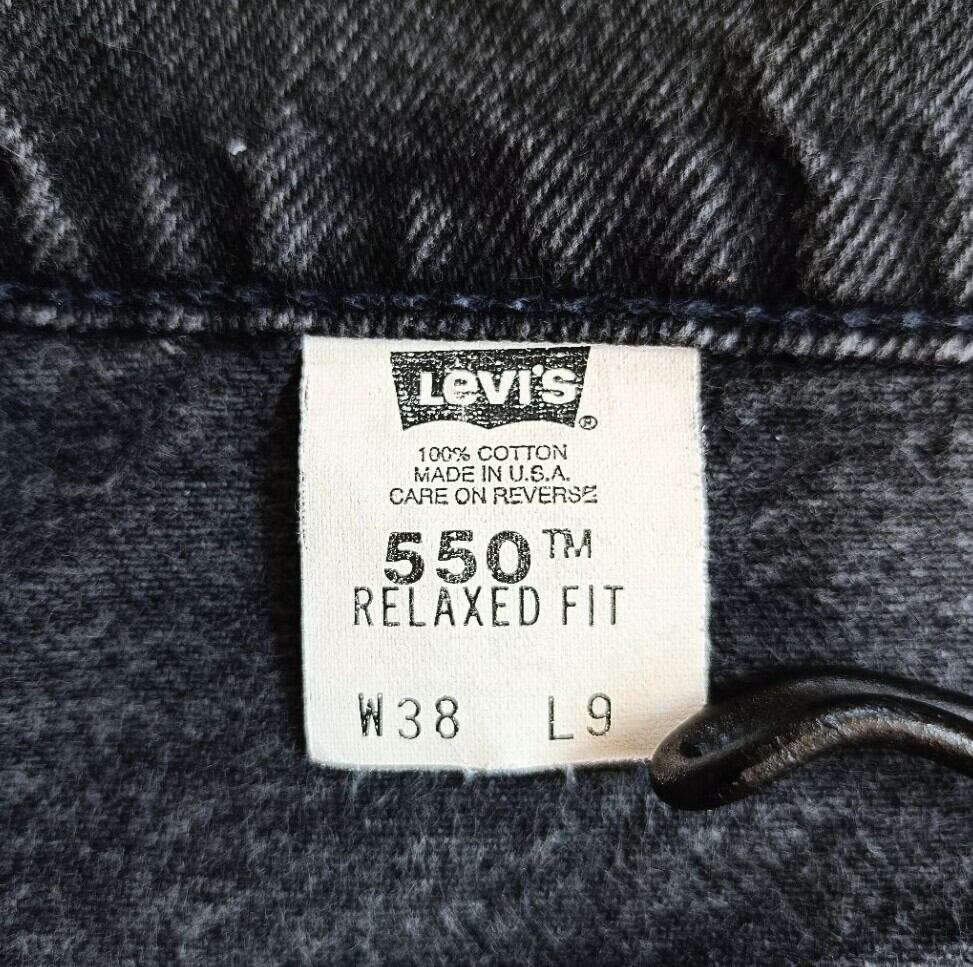 Levi's®
100% COTTON
MADE IN U.S.A.
CARE ON REVERSE
550™
RELAXED FIT
W38 L9